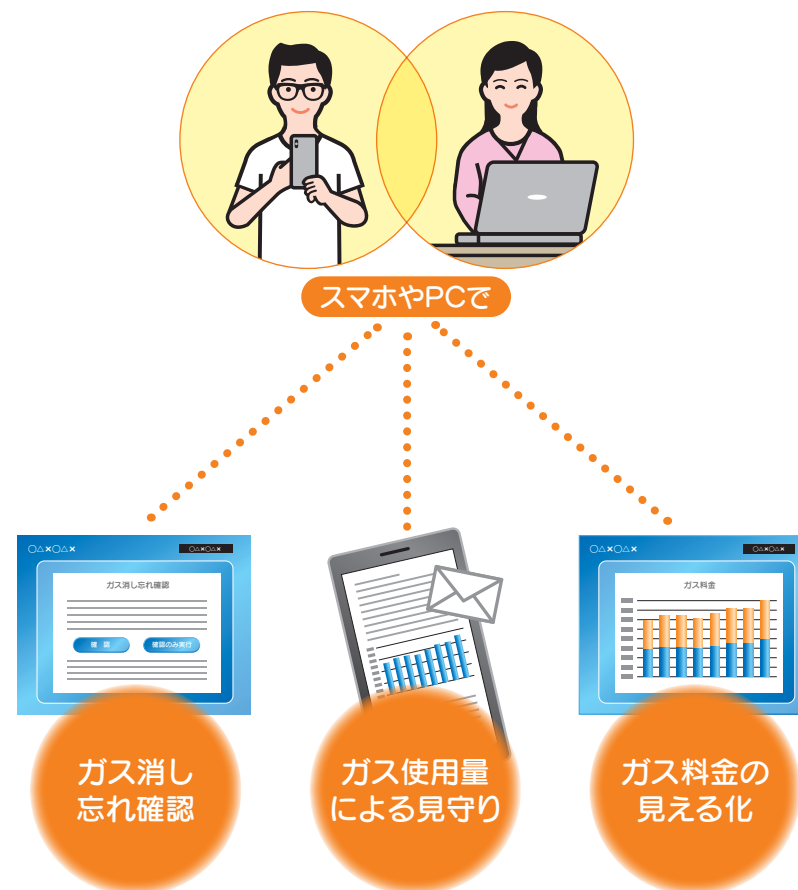 スマホやPCで
○△×○△×
○△×○△×
ガス消し忘れ確認
確 認
確認のみ実行
○△×○△×
○△×○△×
ガス料金
ガス消し
忘れ確認
ガス使用量
による見守り
ガス料金の
見える化